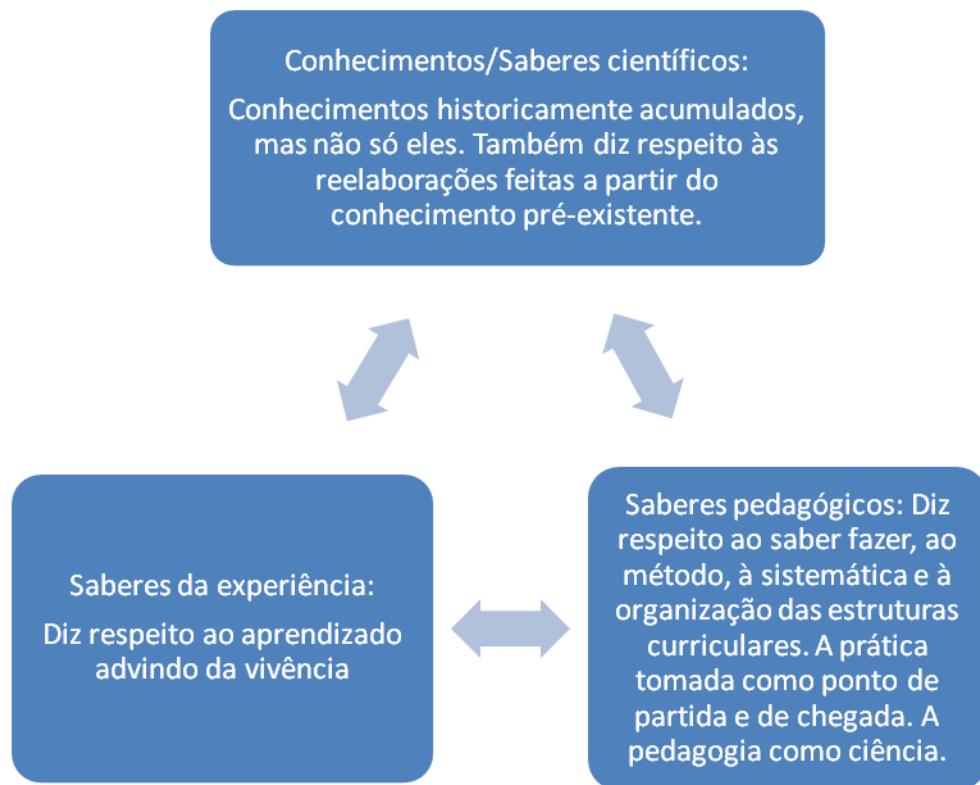 Conhecimentos/Saberes científicos:
Conhecimentos historicamente acumulados,
mas não só eles. Também diz respeito às
reelaborações feitas a partir do
conhecimento pré-existente.
Saberes da experiência:
Diz respeito ao aprendizado
advindo da vivência
Saberes pedagógicos: Diz
respeito ao saber fazer, ao
método, à sistemática e à
organização das estruturas
curriculares. A prática
tomada como ponto de
partida e de chegada. A
pedagogia como ciência.